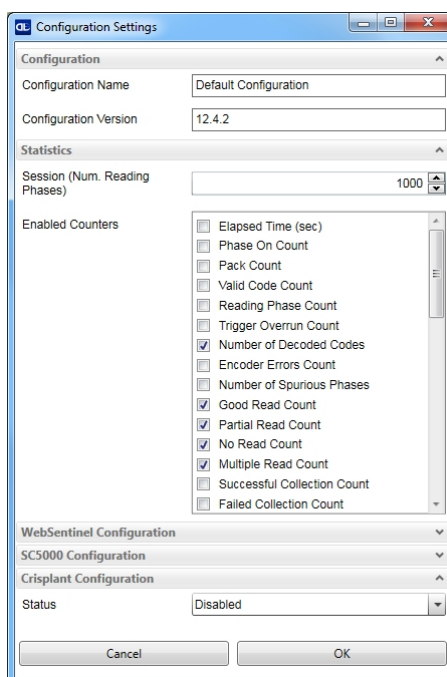 DL Configuration Settings
Configuration
Configuration Name Default Configuration
Configuration Version 12.4.2
Statistics
Session (Num. Reading 1000
Phases)
Enabled Counters
Elapsed Time (sec)
Phase On Count
Pack Count
Valid Code Count
Reading Phase Count
Trigger Overrun Count
Number of Decoded Codes
Encoder Errors Count
Number of Spurious Phases
Good Read Count
Partial Read Count
No Read Count
Multiple Read Count
Successful Collection Count
Failed Collection Count
WebSentinel Configuration
SC5000 Configuration
Crisplant Configuration
Status Disabled
Cancel OK